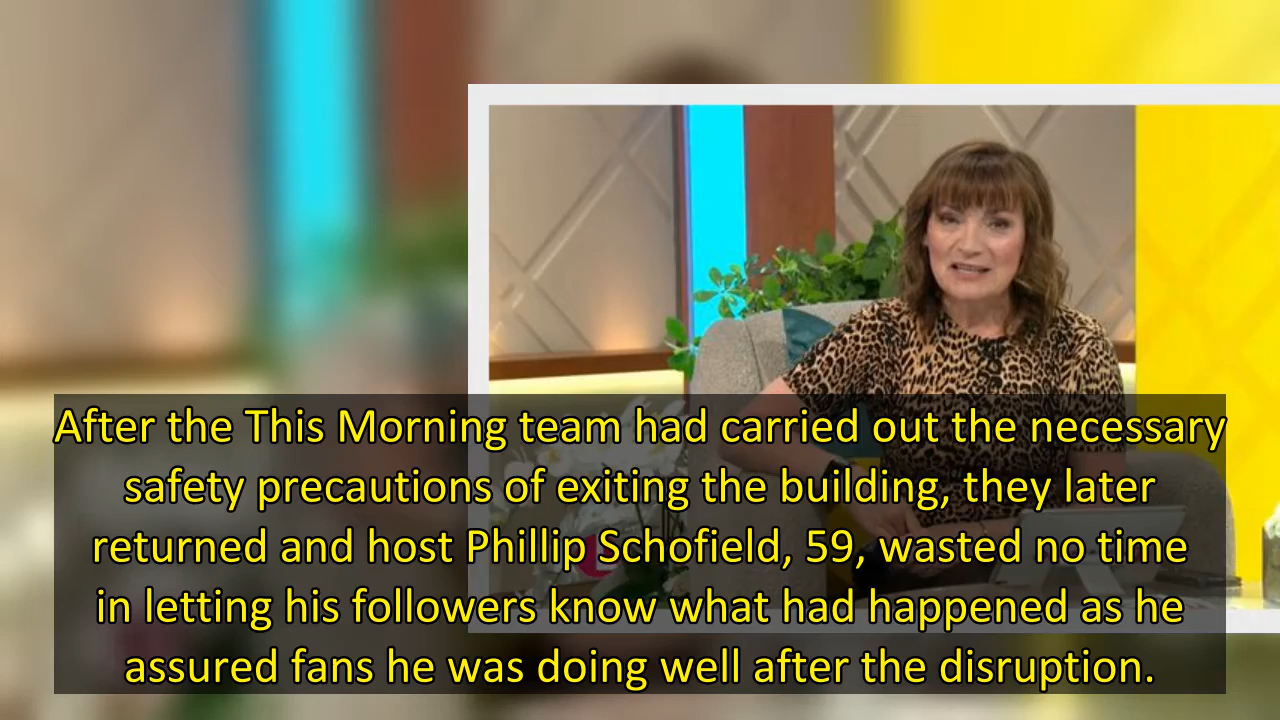 After the This Morning team had carried out the necessary
safety precautions of exiting the building, they later
returned and host Phillip Schofield, 59, wasted no time
in letting his followers know what had happened as he
assured fans he was doing well after the disruption.